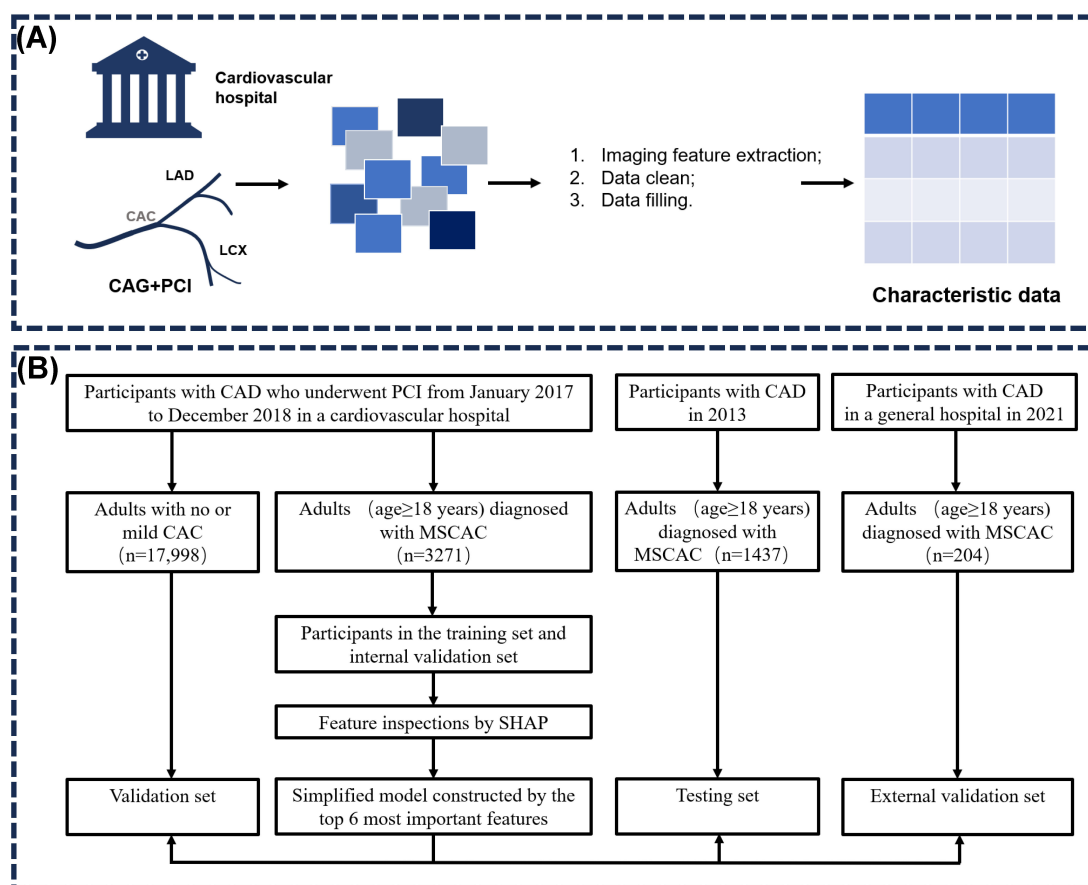 (A)
Cardiovascular
hospital
LAD
CAC
LCX
CAG+PCI
1. Imaging feature extraction;
2. Data clean;
3. Data filling.
Characteristic data
(B)
Participants with CAD who underwent PCI from January 2017
to December 2018 in a cardiovascular hospital
Participants with CAD
in 2013
Participants with CAD
in a general hospital in 2021
Adults with no or
mild CAC
(n=17,998)
Adults （age≥18 years) diagnosed
with MSCAC
(n=3271)
Adults （age≥18 years)
diagnosed with
MSCAC （n=1437）
Adults （age≥18 years)
diagnosed with MSCAC
（n=204）
Participants in the training set and
internal validation set
Feature inspections by SHAP
Validation set
Simplified model constructed by the
top 6 most important features
Testing set
External validation set